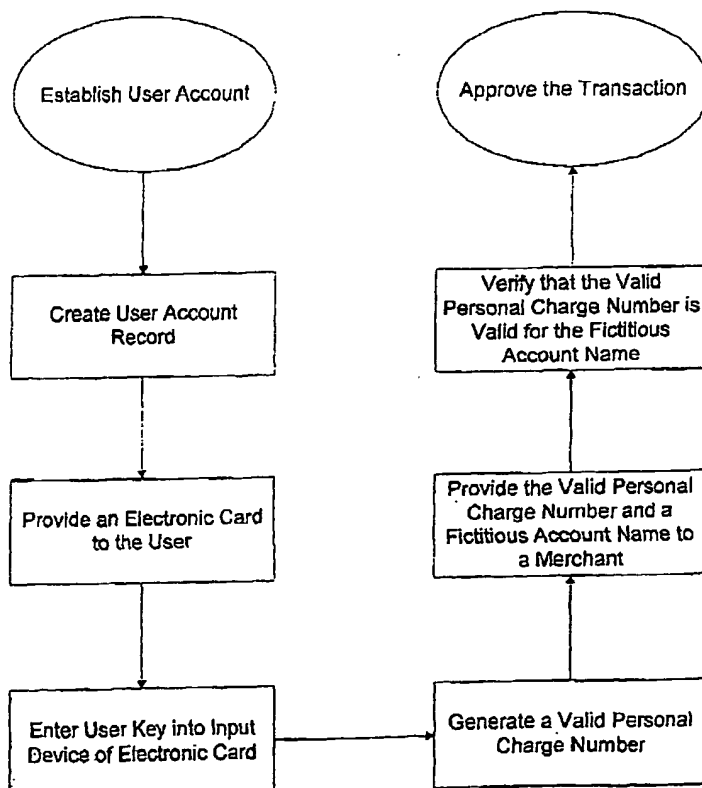 Establish User Account
Create User Account
Record
Provide an Electronic Card
to the User
Enter User Key into Input
Device of Electronic Card
Generate a Valid Personal
Charge Number
Provide the Valid Personal
Charge Number and a
Fictitious Account Name to
a Merchant
Verify that the Valid
Personal Charge Number is
Valid for the Fictitious
Account Name
Approve the Transaction